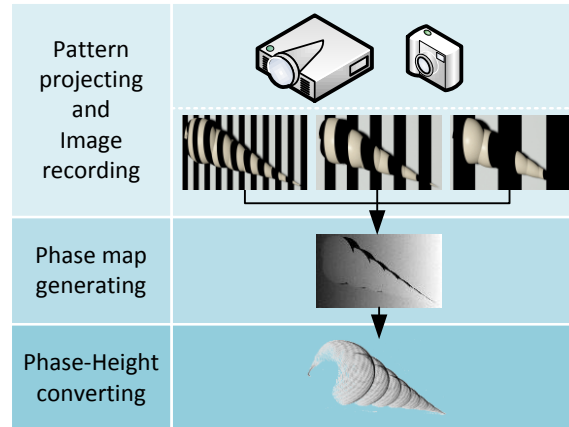 Pattern
projecting
and
Image
recording
Phase map
generating
Phase-Height
converting